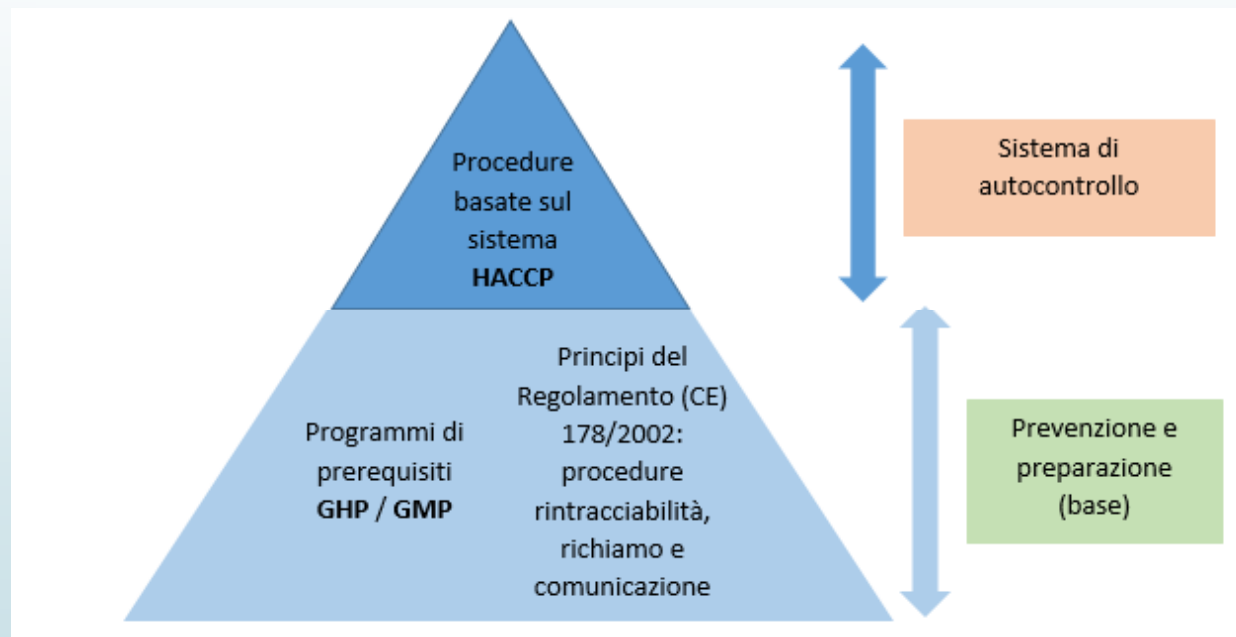 Procedure
basate sul
sistema
HACCP
Sistema di
autocontrollo
Programmi di
prerequisiti
GHP / GMP
Principi del
Regolamento (CE)
178/2002:
procedure
rintracciabilità,
richiamo e
comunicazione
Prevenzione e
preparazione
(base)